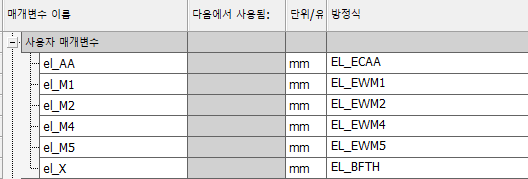 매개변수 이름 다음에서 사용됨: 단위/유 방정식
사용자 매개변수
el_AA mm EL_ECAA
el_M1 mm EL_EWM1
el_M2 mm EL_EWM2
el_M4 mm EL_EWM4
el_M5 mm EL_EWM5
el_X mm EL_BFTH